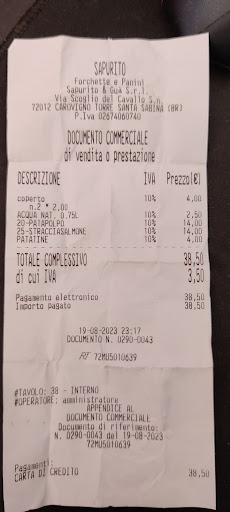 SAPURITO
Forchette e Panini
Sapurito & Guà S.r.l.
Via Scoglio del Cavallo S.n.
72012 CAROVIGNO TORRE SANTA SABINA (BR)
P.Iva 02674060740
DOCUMENTO COMMERCIALE
di vendita o prestazione
DESCRIZIONE IVA Prezzo(€)
coperto 10% 4,00
n.2 * 2,00
ACQUA NAT. 0.75L 10% 2,50
20-PATAPOLPO 10% 14,00
25-STRACCIASALMONE 10% 14,00
PATATINE 10% 4,00
TOTALE COMPLESSIVO 38,50
di cui IVA 3,50
Pagamento elettronico 38,50
Importo pagato 38,50
19-08-2023 23:17
DOCUMENTO N. 0290-0043
RT 72MU5010639
#TAVOLO: 38 - INTERNO
#OPERATORE: amministratore
APPENDICE AL
DOCUMENTO COMMERCIALE
Documento di riferimento:
N. 0290-0043 del 19-08-2023
72MU5010639
Pagamenti:
CARTA DI CREDITO 38,50